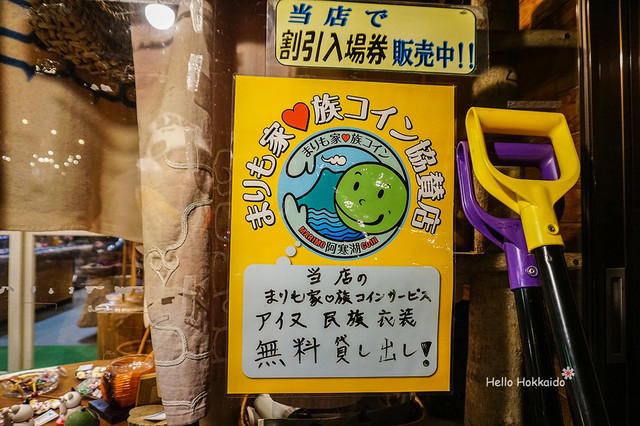 当店で
割引入場券 販売中!!
まりも家♥族コイン協賛店
まりも家♥族コイン
MARIMO 阿寒湖 CoIN
当店の
まりも家♡族コインサービス
アイヌ民族衣装
無料貸し出し!
Hello Hokkaido